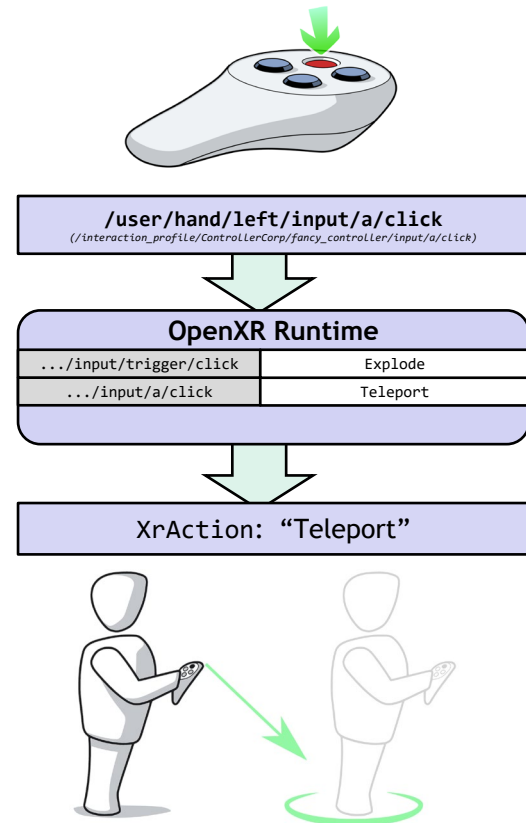 /user/hand/left/input/a/click
(/interaction_profile/ControllerCorp/fancy_controller/input/a/click)
OpenXR Runtime
.../input/trigger/click Explode
.../input/a/click Teleport
XrAction: “Teleport”